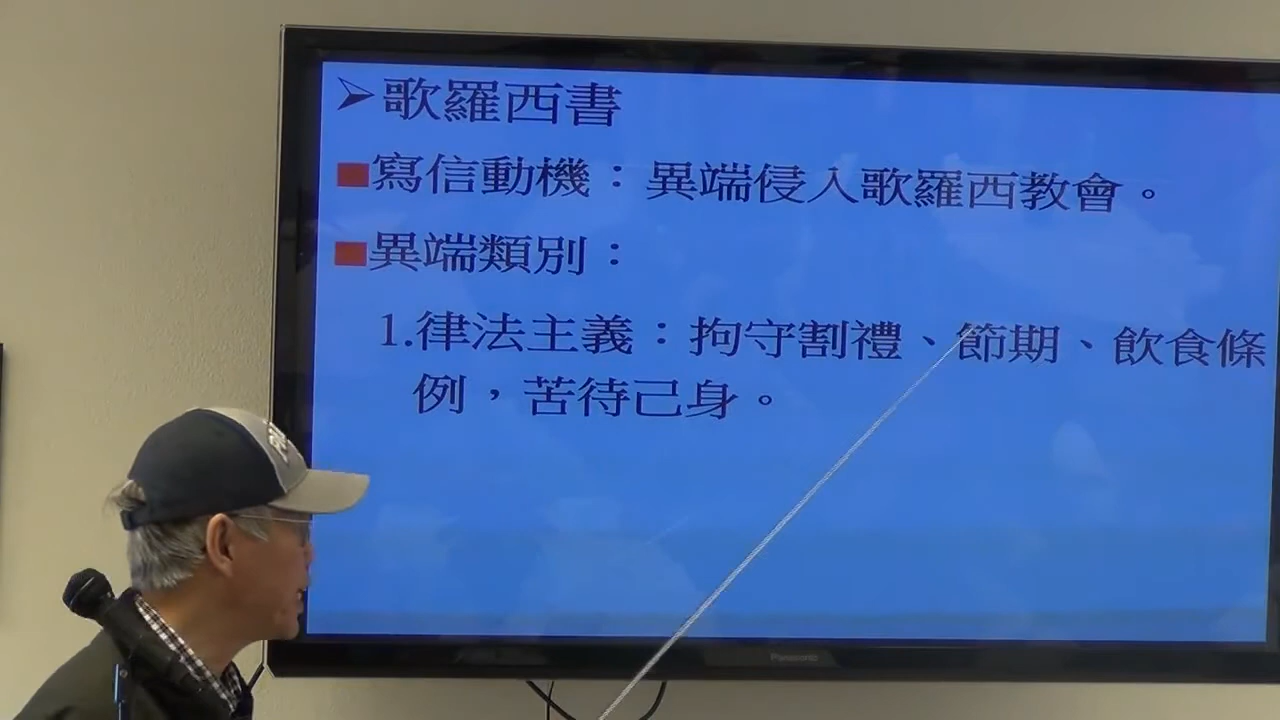 ➢歌羅西書
■寫信動機：異端侵入歌羅西教會。
■異端類別：
1.律法主義：拘守割禮、節期、飲食條
例，苦待己身。
Panasonic